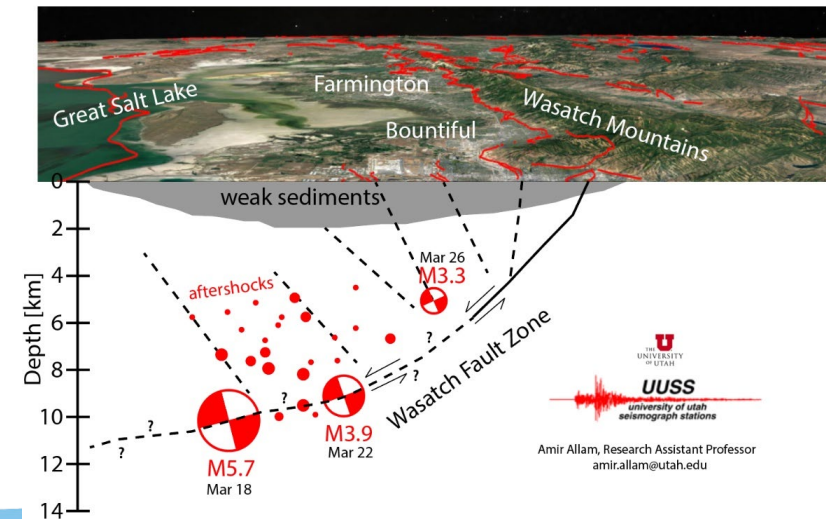 Great Salt Lake
Farmington
Bountiful
Wasatch Mountains
0
weak sediments
2
4
6
8
10
12
14
Depth [km]
Mar 26
M3.3
aftershocks
?
?
?
?
?
?
Wasatch Fault Zone
M5.7
Mar 18
M3.9
Mar 22
THE
UNIVERSITY
OF UTAH
UUSS
university of utah
seismograph stations
Amir Allam, Research Assistant Professor
amir.allam@utah.edu